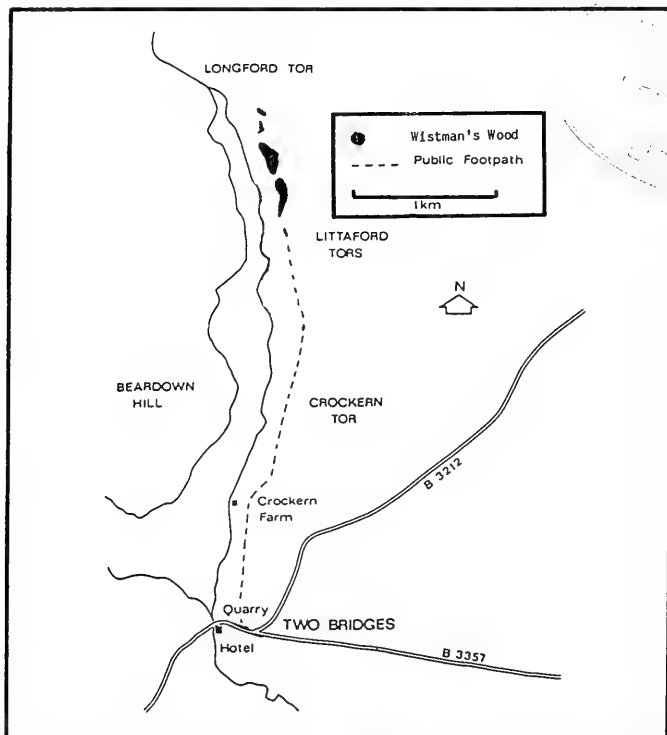 LONGFORD TOR
Wistman's Wood
Public Footpath
1km
LITTAFORD
TORS
N
BEARDOWN
HILL
CROCKERN
TOR
B 3212
Crockern
Farm
Quarry
TWO BRIDGES
Hotel
B 3357